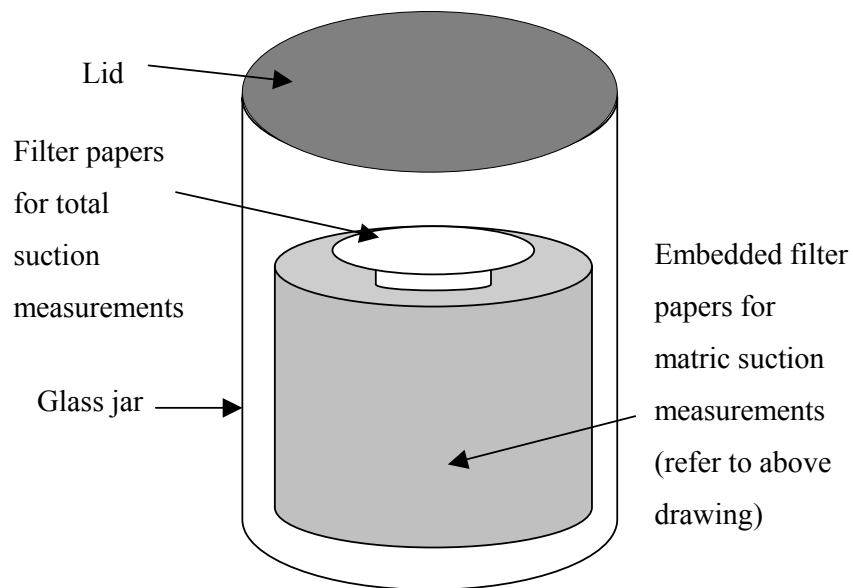 Lid
Filter papers
for total
suction
measurements
Glass jar
Embedded filter
papers for
matric suction
measurements
(refer to above
drawing)